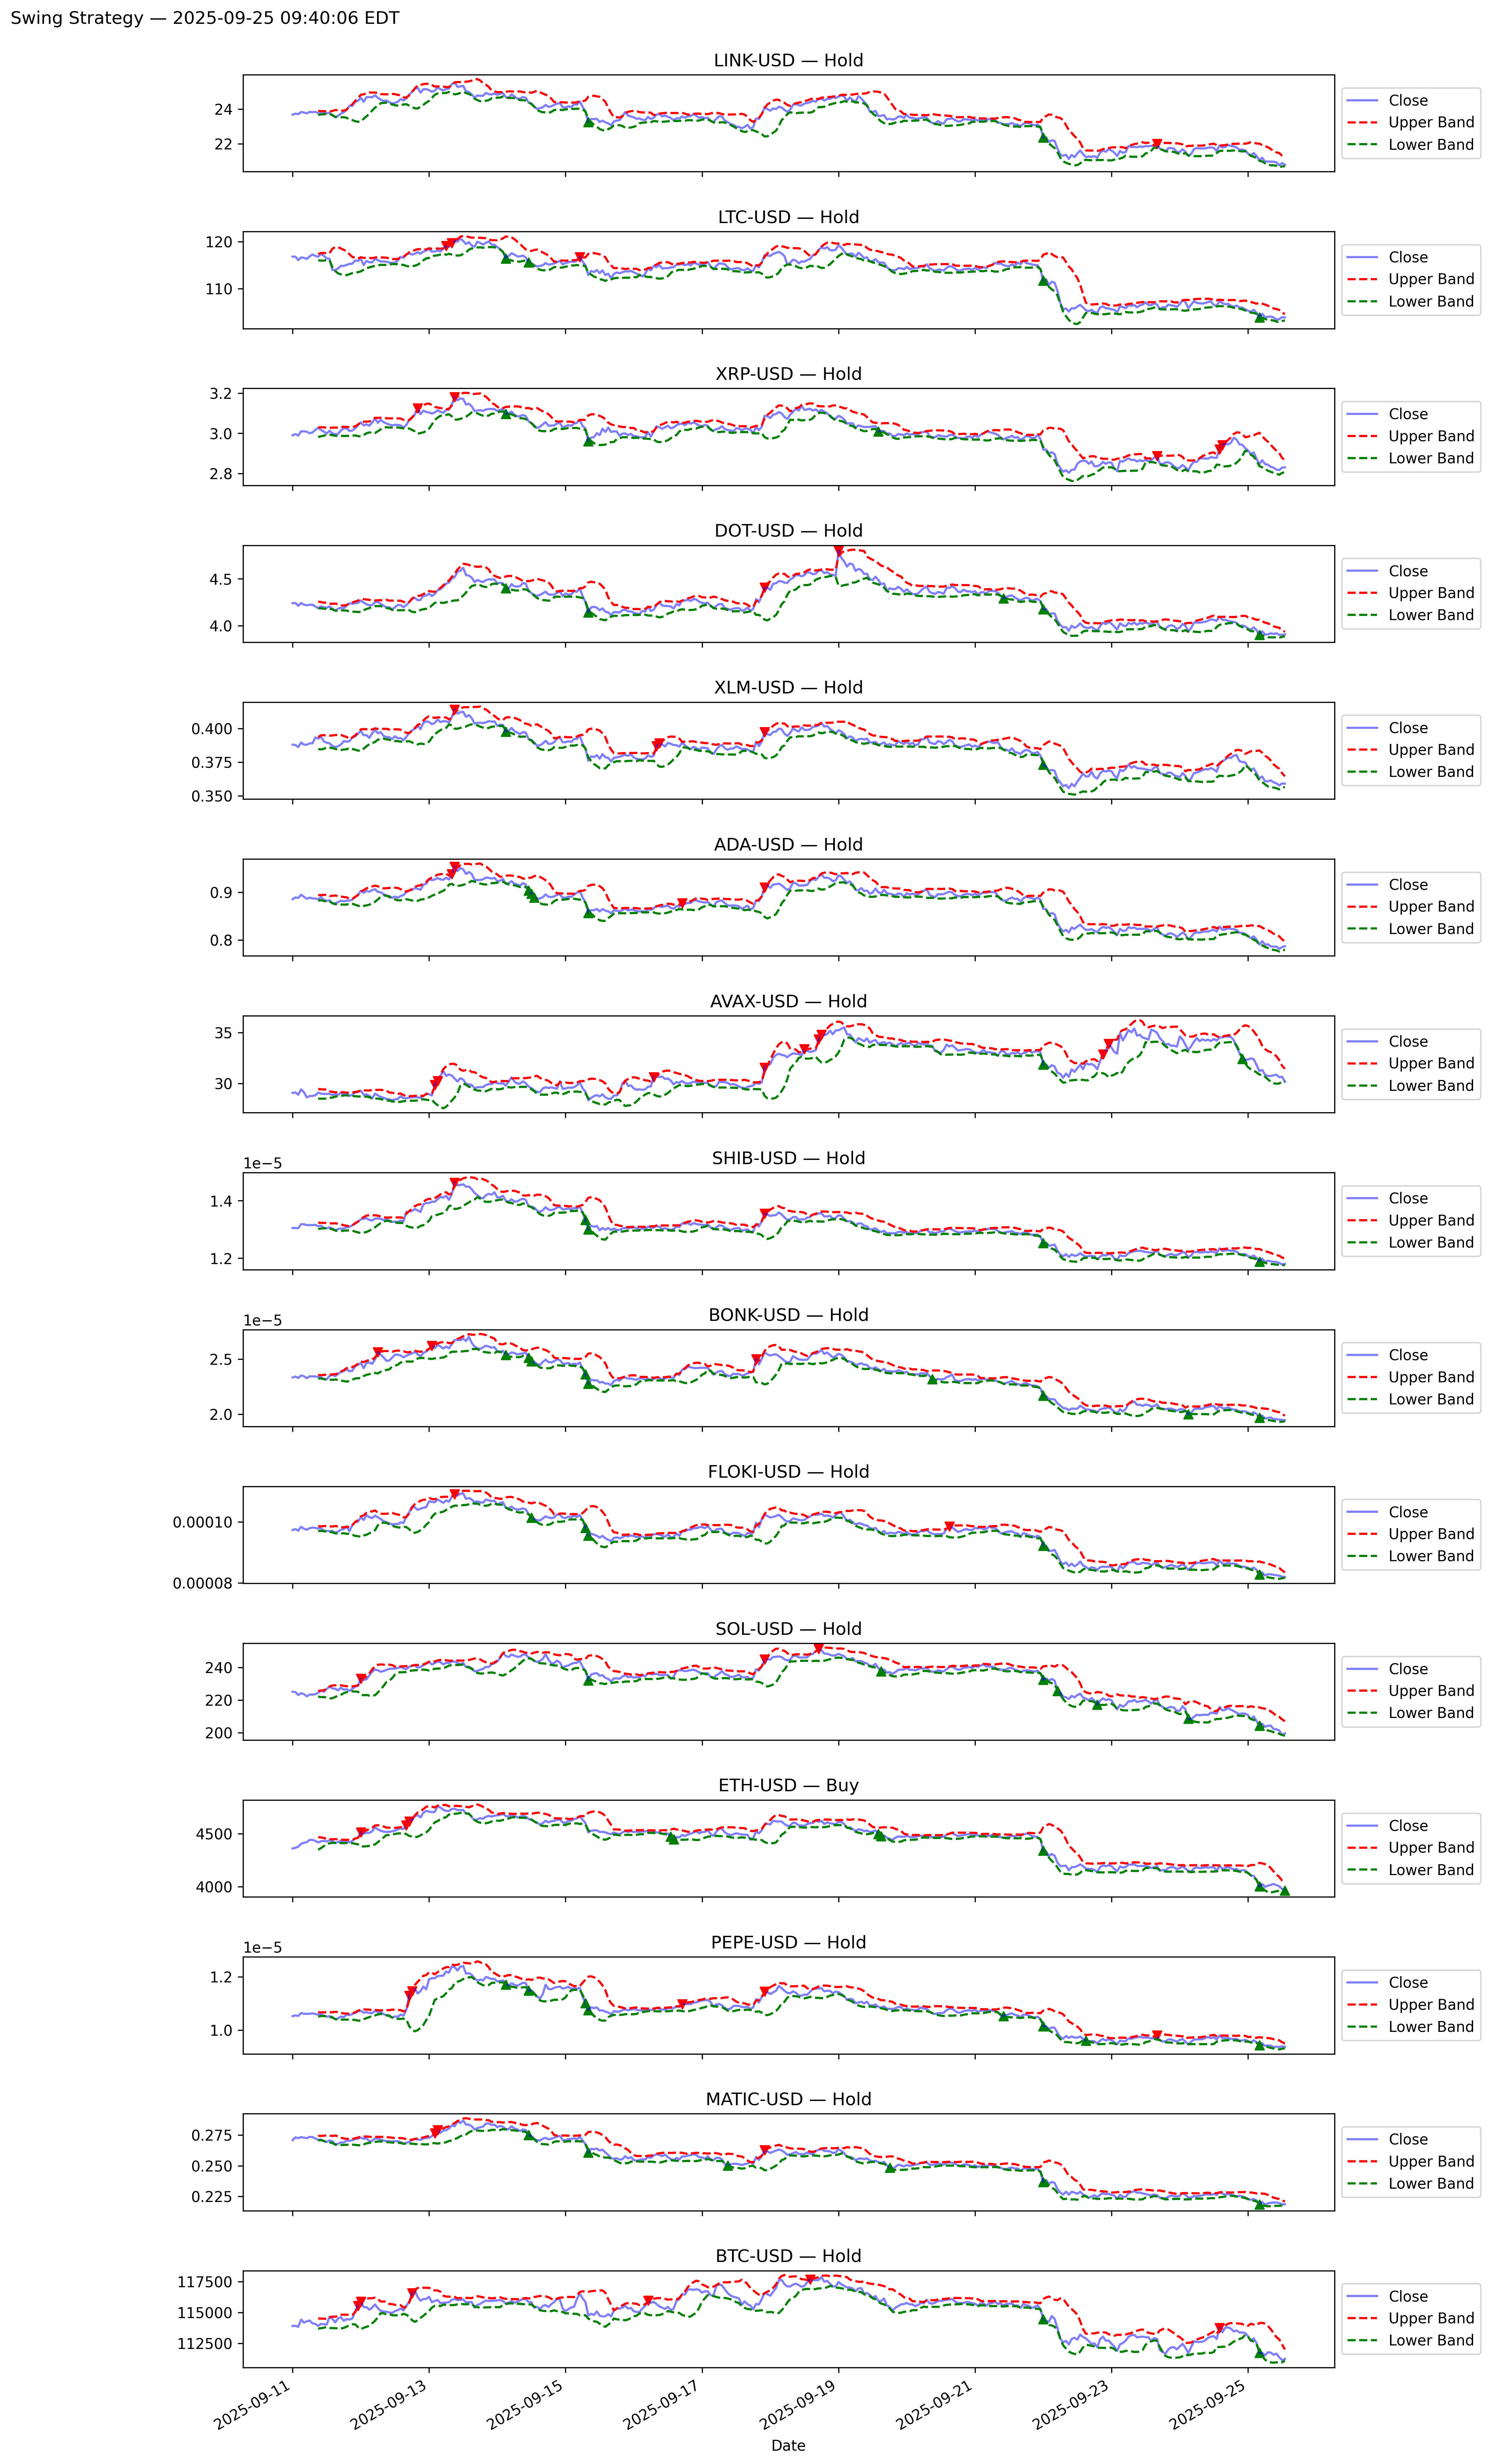 Swing Strategy — 2025-09-25 09:40:06 EDT
LINK-USD — Hold
24
22
Close
Upper Band
Lower Band
LTC-USD — Hold
120
110
Close
Upper Band
Lower Band
XRP-USD — Hold
3.2
3.0
2.8
Close
Upper Band
Lower Band
DOT-USD — Hold
4.5
4.0
Close
Upper Band
Lower Band
XLM-USD — Hold
0.400
0.375
0.350
Close
Upper Band
Lower Band
ADA-USD — Hold
0.9
0.8
Close
Upper Band
Lower Band
AVAX-USD — Hold
35
30
Close
Upper Band
Lower Band
SHIB-USD — Hold
1e−5
1.4
1.2
Close
Upper Band
Lower Band
BONK-USD — Hold
1e−5
2.5
2.0
Close
Upper Band
Lower Band
FLOKI-USD — Hold
0.00010
0.00008
Close
Upper Band
Lower Band
SOL-USD — Hold
240
220
200
Close
Upper Band
Lower Band
ETH-USD — Buy
4500
4000
Close
Upper Band
Lower Band
PEPE-USD — Hold
1e−5
1.2
1.0
Close
Upper Band
Lower Band
MATIC-USD — Hold
0.275
0.250
0.225
Close
Upper Band
Lower Band
BTC-USD — Hold
117500
115000
112500
Close
Upper Band
Lower Band
2025-09-11
2025-09-13
2025-09-15
2025-09-17
2025-09-19
2025-09-21
2025-09-23
2025-09-25
Date